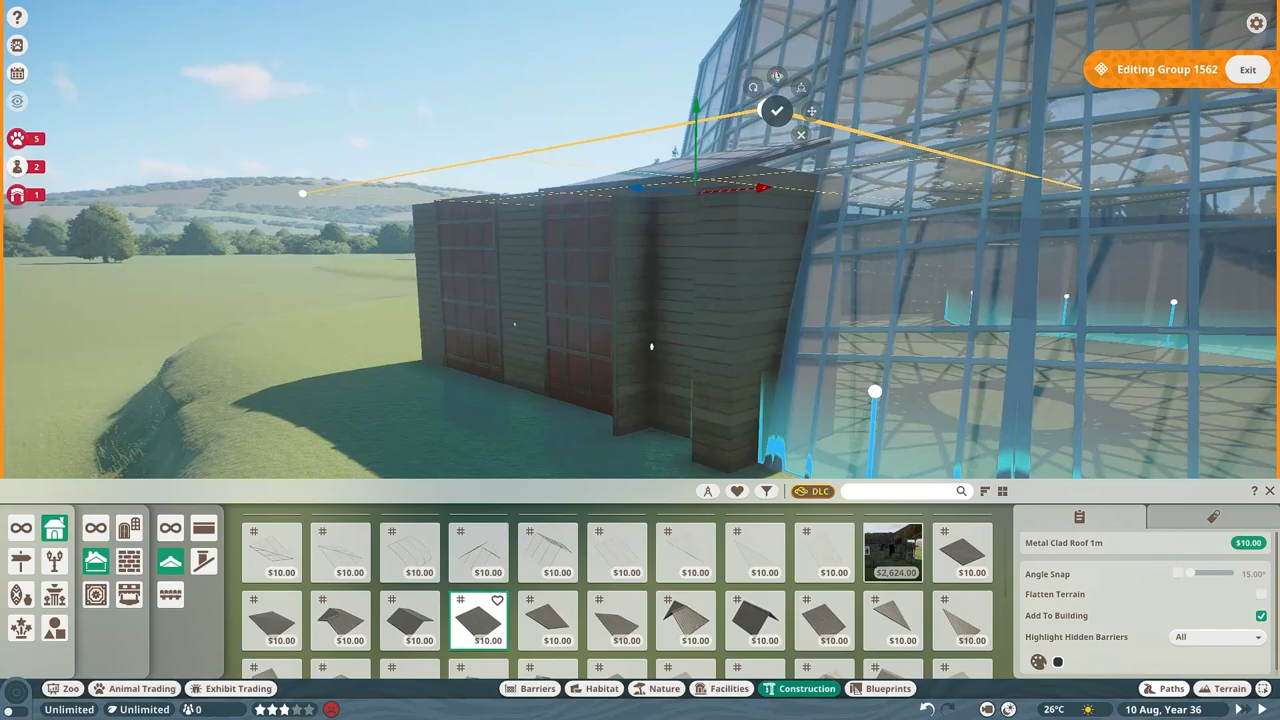 ?
Editing Group 1562
Exit
5
2
1
DLC
? ×
$10.00 $10.00 $10.00 $10.00 $10.00 $10.00 $10.00 $10.00 $10.00 $2,624.00 $10.00
$10.00 $10.00 $10.00 $10.00 $10.00 $10.00 $10.00 $10.00 $10.00 $10.00 $10.00
Metal Clad Roof 1m $10.00
Angle Snap 15.00°
Flatten Terrain
Add To Building
Highlight Hidden Barriers All
Zoo Animal Trading Exhibit Trading Barriers Habitat Nature Facilities Construction Blueprints Paths Terrain
Unlimited Unlimited 0 26°C 10 Aug, Year 36